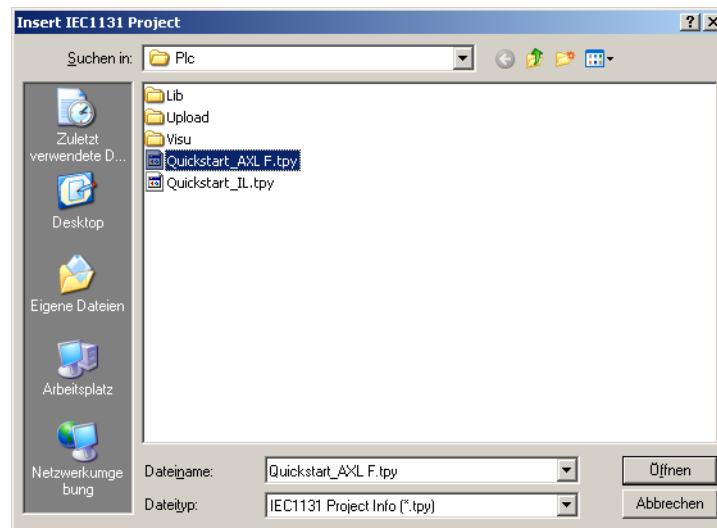 Insert IEC1131 Project
Suchen in:
Plc
Zuletzt
verwendete D...
Desktop
Eigene Dateien
Arbeitsplatz
Netzwerkumge
bung
Lib
Upload
Visu
Quickstart_AXL F.tpy
Quickstart_IL.tpy
Dateiname:
Quickstart_AXL F.tpy
Öffnen
Dateityp:
IEC1131 Project Info (*.tpy)
Abbrechen